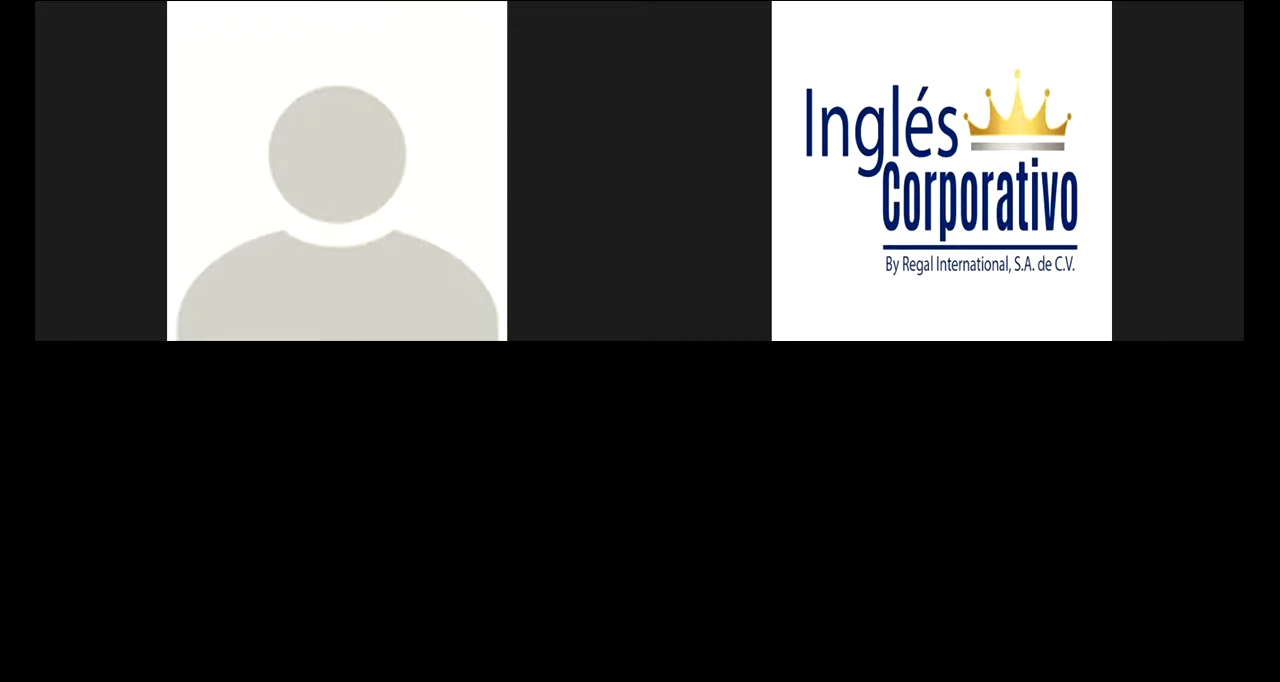 Inglés
Corporativo
By Regal International, S.A. de C.V.